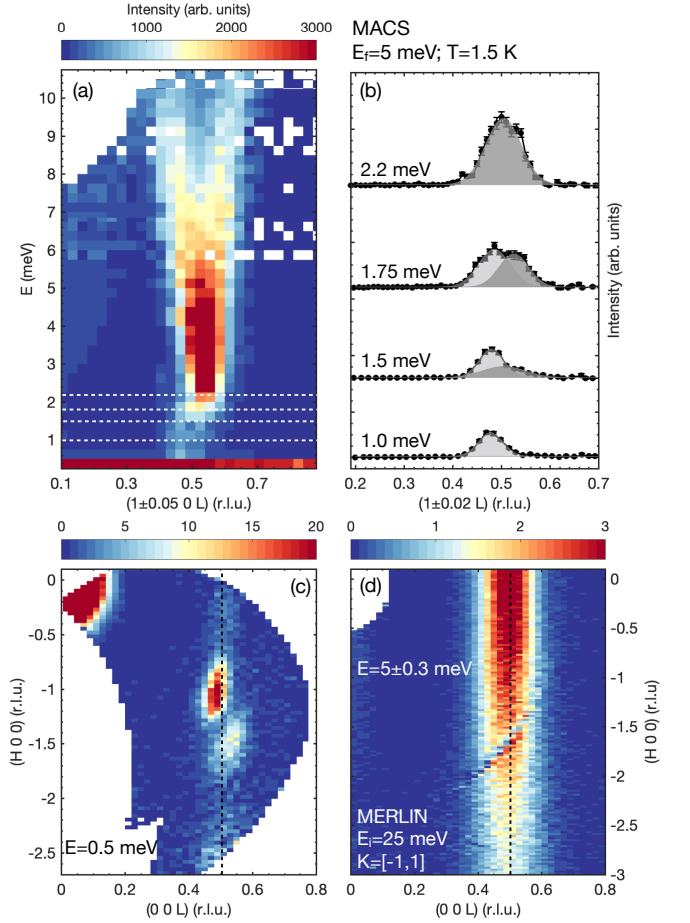 Intensity (arb. units)
0 1000 2000 3000
MACS
E_f=5 meV; T=1.5 K
(a)
10
9
8
7
6
5
4
3
2
1
E (meV)
0.1 0.3 0.5 0.7
(1±0.05 0 L) (r.l.u.)
(b)
2.2 meV
1.75 meV
1.5 meV
1.0 meV
Intensity (arb. units)
0.2 0.3 0.4 0.5 0.6 0.7
(1±0.02 L) (r.l.u.)
0 5 10 15 20
(c)
0
-0.5
-1.0
-1.5
-2.0
-2.5
(H 0 0) (r.l.u.)
E=0.5 meV
0 0.2 0.4 0.6 0.8
(0 0 L) (r.l.u.)
0 1 2 3
(d)
E=5±0.3 meV
MERLIN
E_i=25 meV
K=[-1,1]
0
-0.5
-1
-1.5
-2
-2.5
-3
(H 0 0) (r.l.u)
0 0.2 0.4 0.6 0.8
(0 0 L) (r.l.u.)